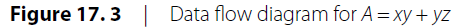 Figure 17. 3 | Data flow diagram for A = xy + yz